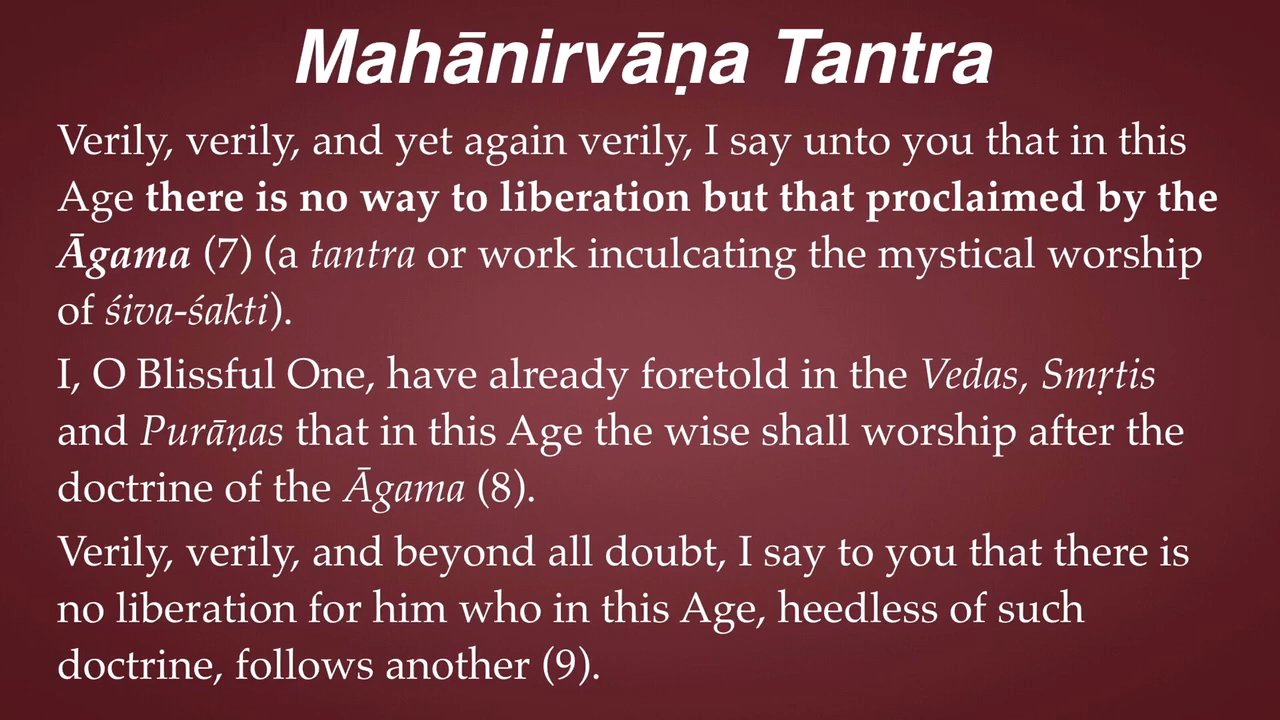 Mahānirvāṇa Tantra
Verily, verily, and yet again verily, I say unto you that in this
Age there is no way to liberation but that proclaimed by the
Āgama (7) (a tantra or work inculcating the mystical worship
of śiva-śakti).
I, O Blissful One, have already foretold in the Vedas, Smṛtis
and Purāṇas that in this Age the wise shall worship after the
doctrine of the Āgama (8).
Verily, verily, and beyond all doubt, I say to you that there is
no liberation for him who in this Age, heedless of such
doctrine, follows another (9).